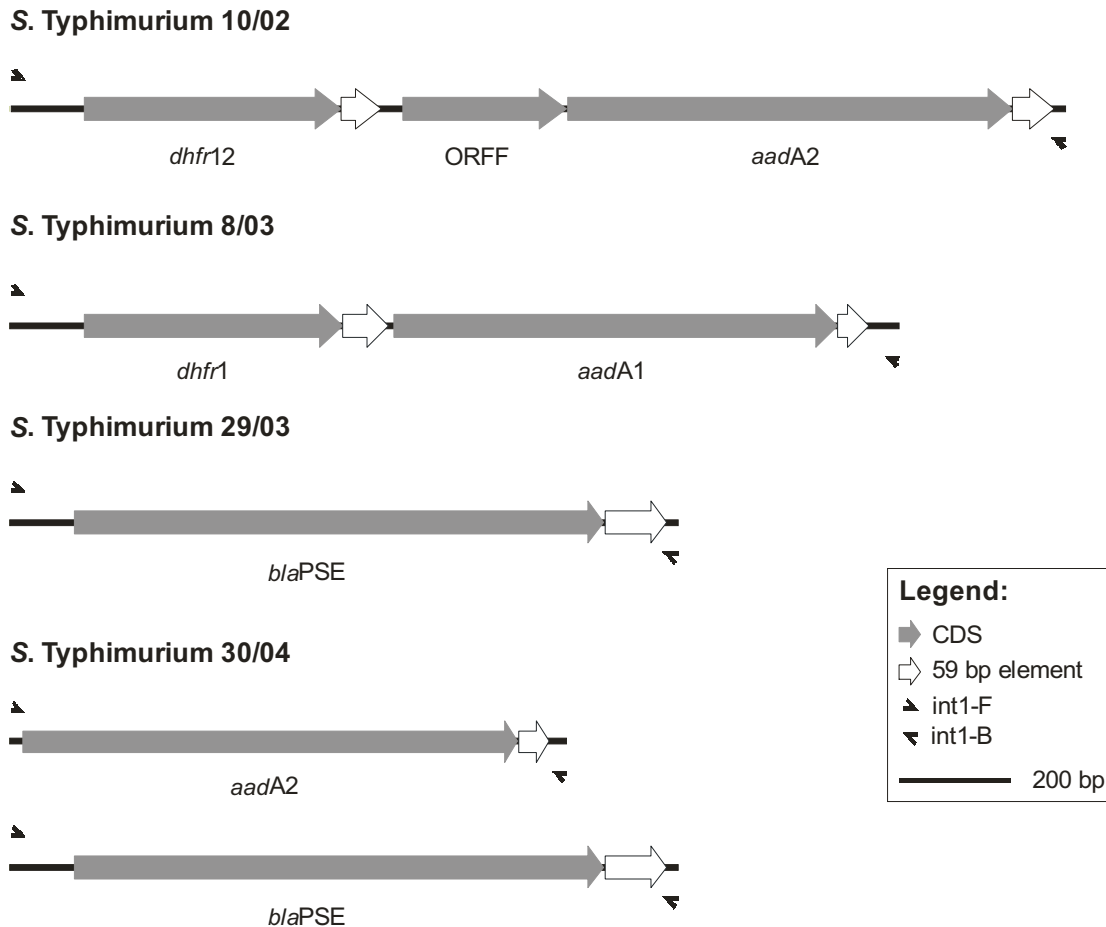 S. Typhimurium 10/02
dhfr12 ORFF aadA2
S. Typhimurium 8/03
dhfr1 aadA1
S. Typhimurium 29/03
blaPSE
S. Typhimurium 30/04
aadA2
blaPSE
Legend:
CDS
59 bp element
int1-F
int1-B
200 bp